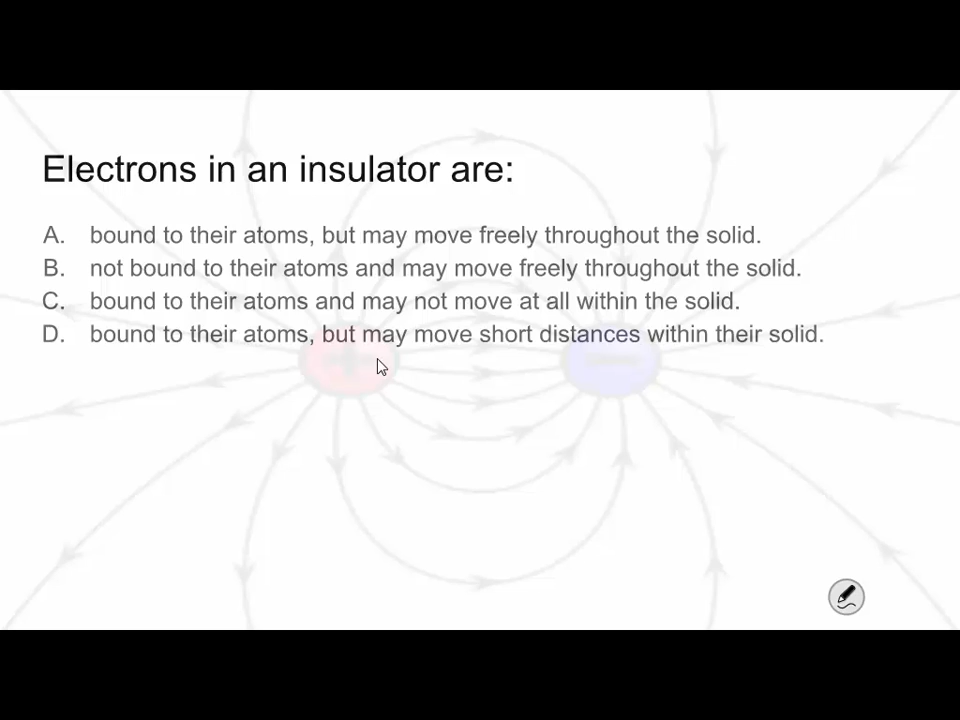 Electrons in an insulator are:
A. bound to their atoms, but may move freely throughout the solid.
B. not bound to their atoms and may move freely throughout the solid.
C. bound to their atoms and may not move at all within the solid.
D. bound to their atoms, but may move short distances within their solid.